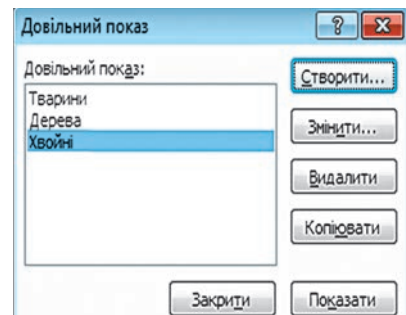 Довільний показ
Довільний показ:
Тварини
Дерева
Хвойні
Створити...
Змінити...
Видалити
Копіювати
Закрити
Показати